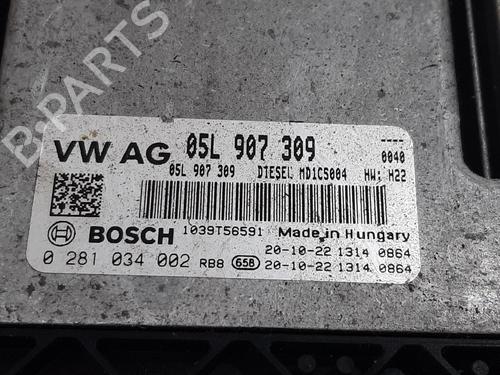 B-PARTS
VW AG 05L 907 309
----
0040
05L 907 309 DIESEL MD1CS004 HW: H22
BOSCH 1039T56591 Made in Hungary
20-10-22 1314 0864
0 281 034 002 RB8 65B 20-10-22 1314 0864